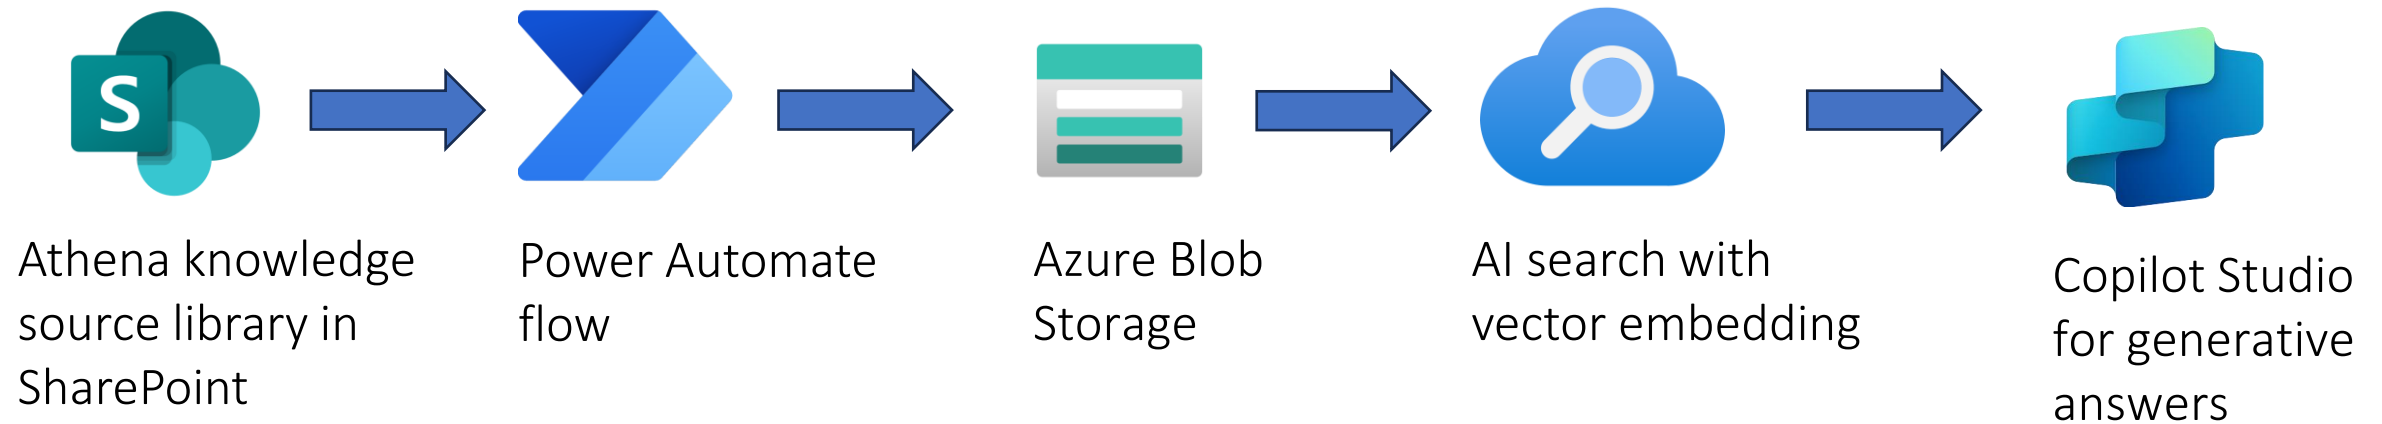 S
Athena knowledge
source library in
SharePoint
Power Automate
flow
Azure Blob
Storage
AI search with
vector embedding
Copilot Studio
for generative
answers